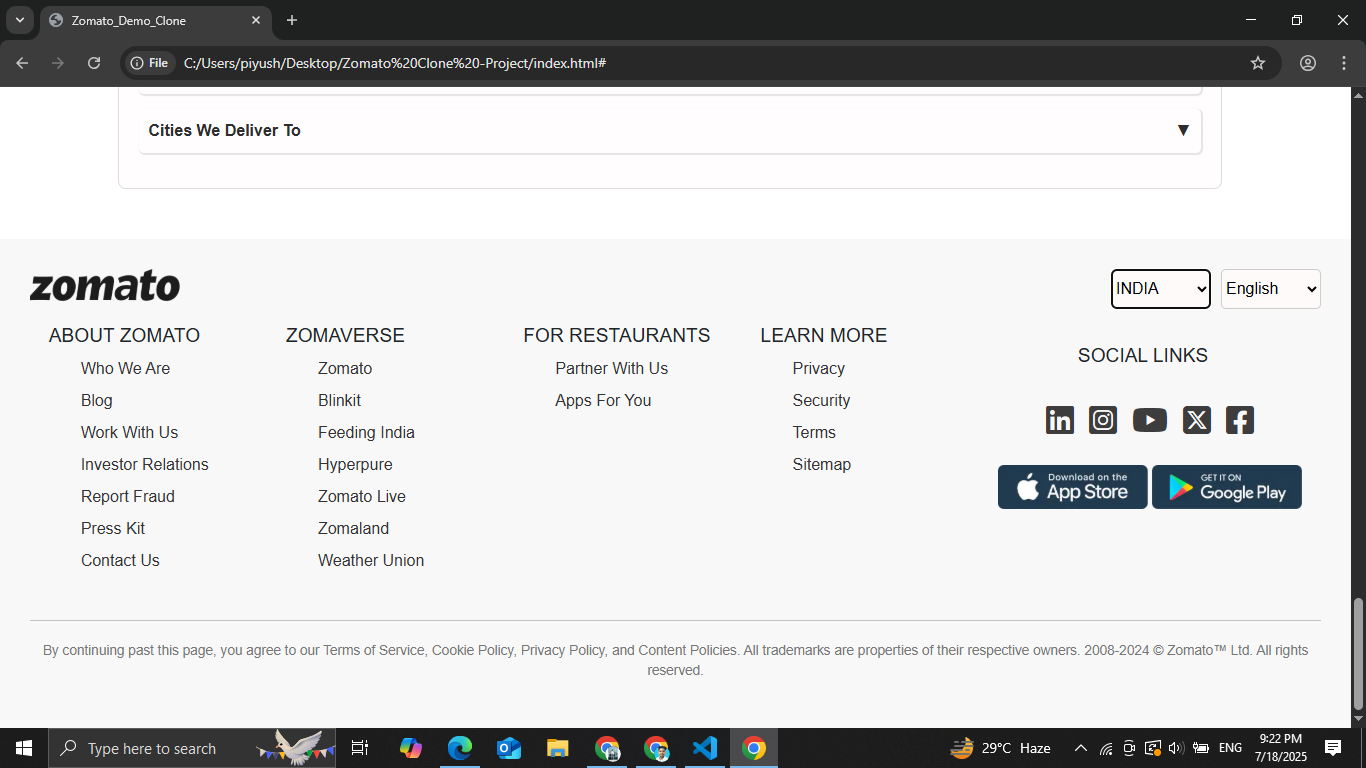 Zomato_Demo_Clone
File C:/Users/piyush/Desktop/Zomato%20Clone%20-Project/index.html#
Cities We Deliver To ▼
zomato
INDIA English
ABOUT ZOMATO
Who We Are
Blog
Work With Us
Investor Relations
Report Fraud
Press Kit
Contact Us
ZOMAVERSE
Zomato
Blinkit
Feeding India
Hyperpure
Zomato Live
Zomaland
Weather Union
FOR RESTAURANTS
Partner With Us
Apps For You
LEARN MORE
Privacy
Security
Terms
Sitemap
SOCIAL LINKS
Download on the
App Store
GET IT ON
Google Play
By continuing past this page, you agree to our Terms of Service, Cookie Policy, Privacy Policy, and Content Policies. All trademarks are properties of their respective owners. 2008-2024 © Zomato™ Ltd. All rights
reserved.
Type here to search
29°C Haze
ENG
9:22 PM
7/18/2025